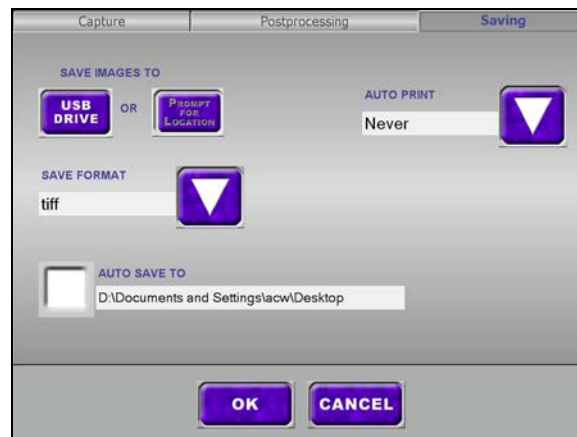 Capture
Postprocessing
Saving
SAVE IMAGES TO
USB
DRIVE
OR
PROMPT
FOR
LOCATION
AUTO PRINT
Never
SAVE FORMAT
tiff
AUTO SAVE TO
D:\Documents and Settings\acw\Desktop
OK
CANCEL